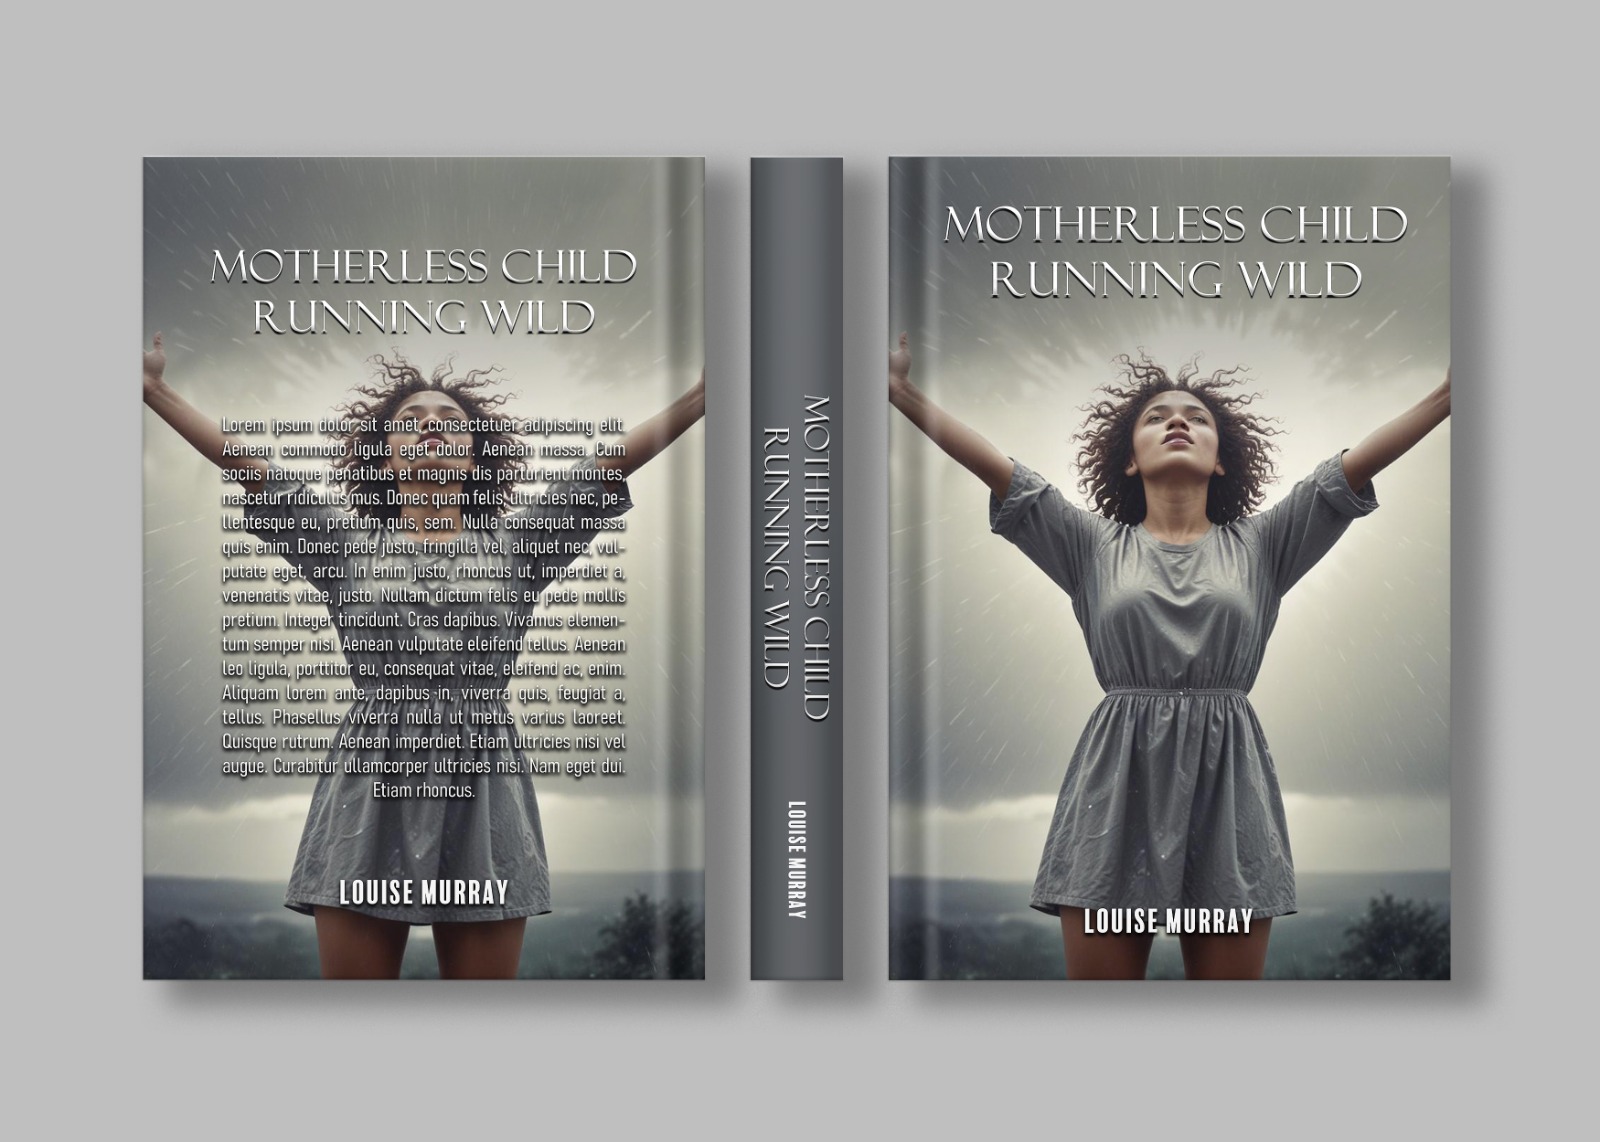 MOTHERLESS CHILD
RUNNING WILD
Lorem ipsum dolor sit amet, consectetuer adipiscing elit.
Aenean commodo ligula eget dolor. Aenean massa. Cum
sociis natoque penatibus et magnis dis parturient montes,
nascetur ridiculus mus. Donec quam felis, ultricies nec, pe-
llentesque eu, pretium quis, sem. Nulla consequat massa
quis enim. Donec pede justo, fringilla vel, aliquet nec, vul-
putate eget, arcu. In enim justo, rhoncus ut, imperdiet a,
venenatis vitae, justo. Nullam dictum felis eu pede mollis
pretium. Integer tincidunt. Cras dapibus. Vivamus elemen-
tum semper nisi. Aenean vulputate eleifend tellus. Aenean
leo ligula, porttitor eu, consequat vitae, eleifend ac, enim.
Aliquam lorem ante, dapibus in, viverra quis, feugiat a,
tellus. Phasellus viverra nulla ut metus varius laoreet.
Quisque rutrum. Aenean imperdiet. Etiam ultricies nisi vel
augue. Curabitur ullamcorper ultricies nisi. Nam eget dui.
Etiam rhoncus.
LOUISE MURRAY
MOTHERLESS CHILD
RUNNING WILD
LOUISE MURRAY
MOTHERLESS CHILD
RUNNING WILD
LOUISE MURRAY